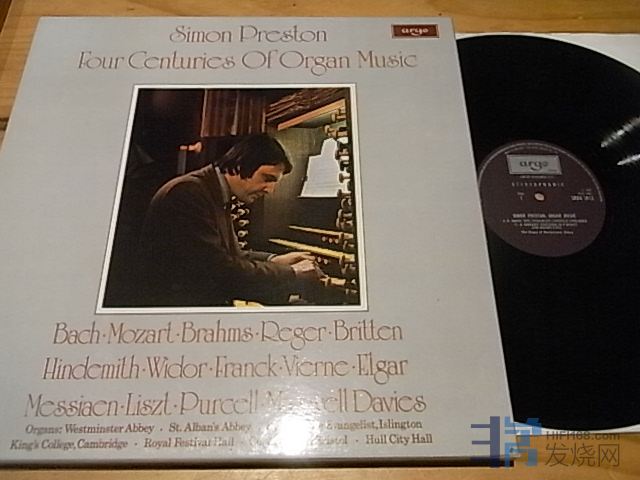 Simon Preston
argo
Four Centuries Of Organ Music
Bach·Mozart·Brahms·Reger·Britten
Hindemith·Widor·Franck·Vierne·Elgar
Messiaen·Liszt·Purcell·Maxwell Davies
Organs: Westminster Abbey · St. Alban's Abbey Evangelist, Islington
King's College, Cambridge · Royal Festival Hall · Bristol · Hull City Hall
argo
STEREOPHONIC
SIMON PRESTON, ORGAN MUSIC
HIFI168.com
发烧网